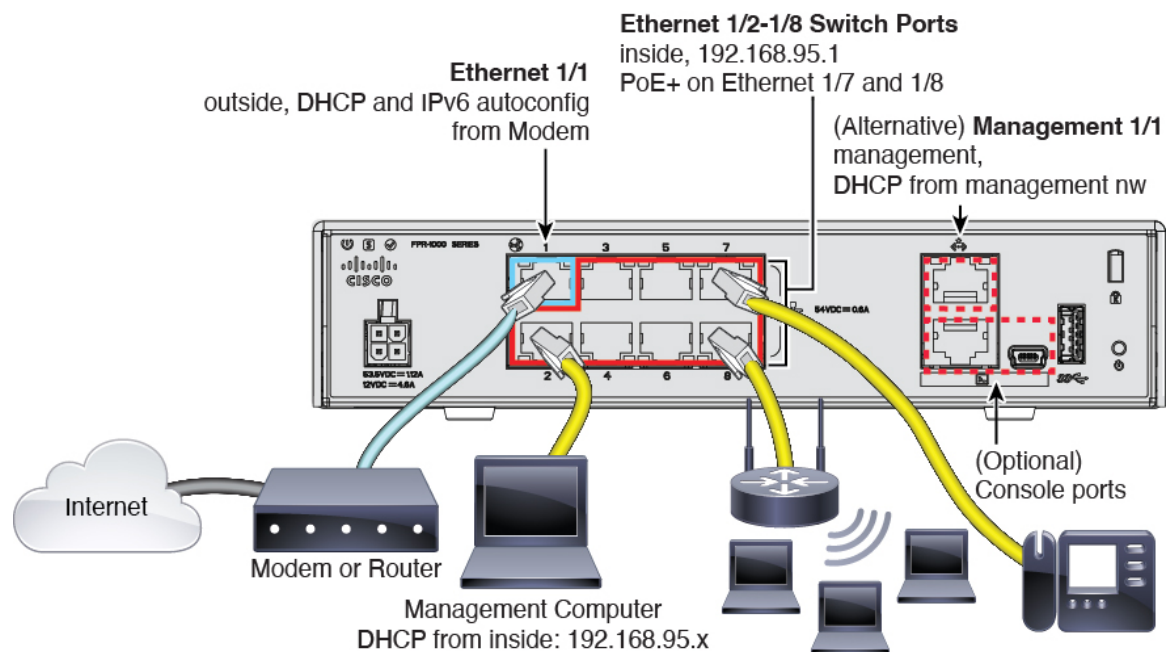 Ethernet 1/2-1/8 Switch Ports
inside, 192.168.95.1
PoE+ on Ethernet 1/7 and 1/8
Ethernet 1/1
outside, DHCP and IPv6 autoconfig
from Modem
(Alternative) Management 1/1
management,
DHCP from management nw
FPR-1000 SERIES
1 3 5 7
CISCO
54VDC⎓0.6A
53.5VDC⎓1.12A
12VDC⎓4.6A
2 4 6 8
(Optional)
Console ports
Internet
Modem or Router
Management Computer
DHCP from inside: 192.168.95.x